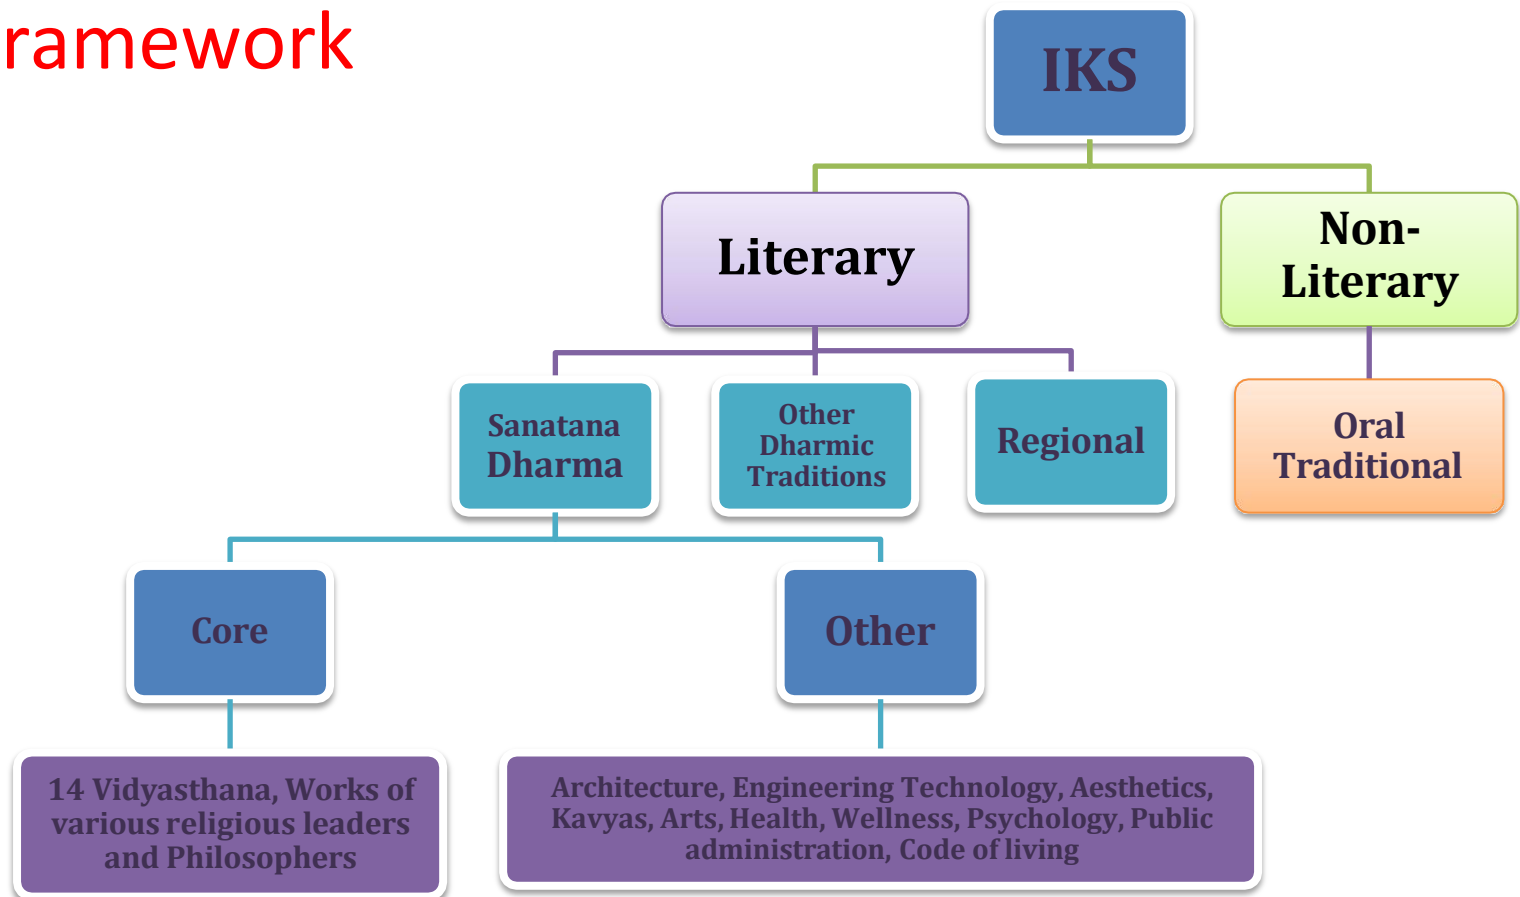 ramework
IKS
Literary
Non-
Literary
Sanatana
Dharma
Other
Dharmic
Traditions
Regional
Oral
Traditional
Core
Other
14 Vidyasthana, Works of
various religious leaders
and Philosophers
Architecture, Engineering Technology, Aesthetics,
Kavyas, Arts, Health, Wellness, Psychology, Public
administration, Code of living